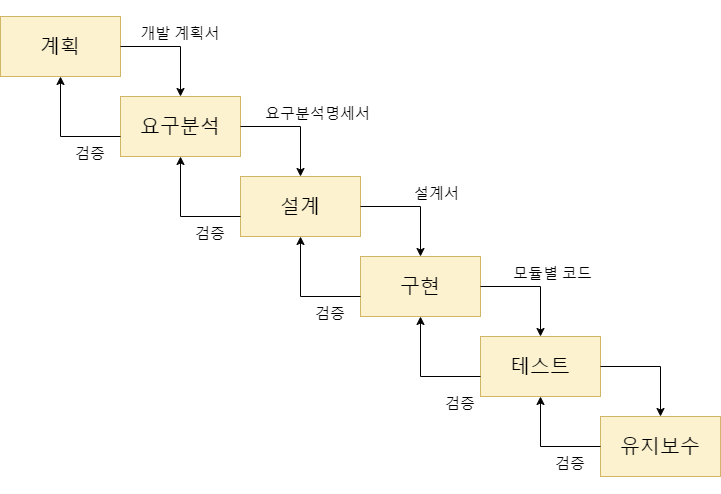 계획
개발 계획서
요구분석
검증
요구분석명세서
설계
검증
설계서
구현
검증
모듈별 코드
테스트
검증
유지보수
검증